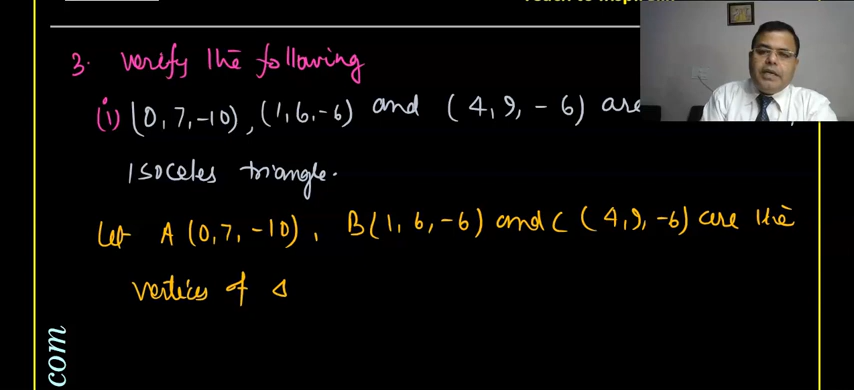 3. Verify the following
(i) (0, 7, -10), (1, 6, -6) and (4, 9, -6) are
isoceles triangle.
Let A (0, 7, -10), B(1, 6, -6) and C (4, 9, -6) are the
vertices of Δ
com